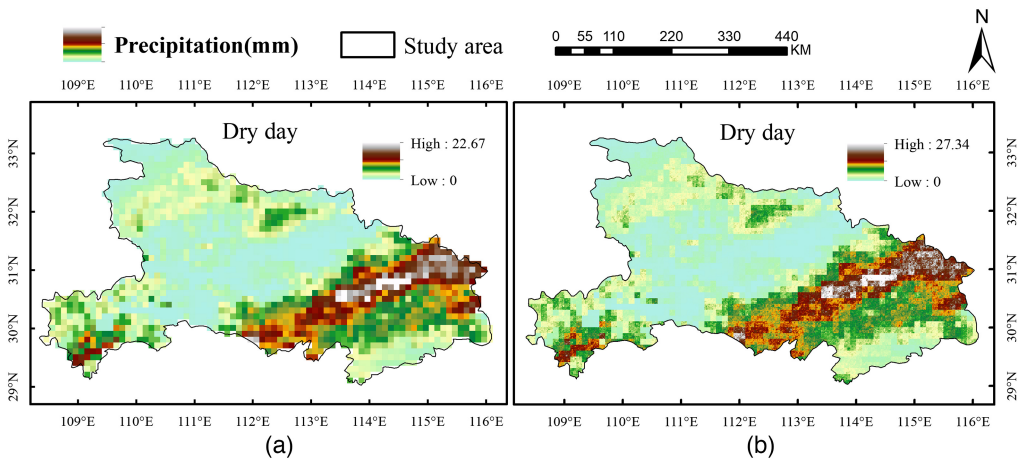 Precipitation(mm)
Study area
0 55 110 220 330 440
KM
N
109°E 110°E 111°E 112°E 113°E 114°E 115°E 116°E
109°E 110°E 111°E 112°E 113°E 114°E 115°E 116°E
33°N
32°N
31°N
30°N
29°N
Dry day
High : 22.67
Low : 0
Dry day
High : 27.34
Low : 0
33°N
32°N
31°N
30°N
29°N
109°E 110°E 111°E 112°E 113°E 114°E 115°E 116°E
109°E 110°E 111°E 112°E 113°E 114°E 115°E 116°E
(a)
(b)